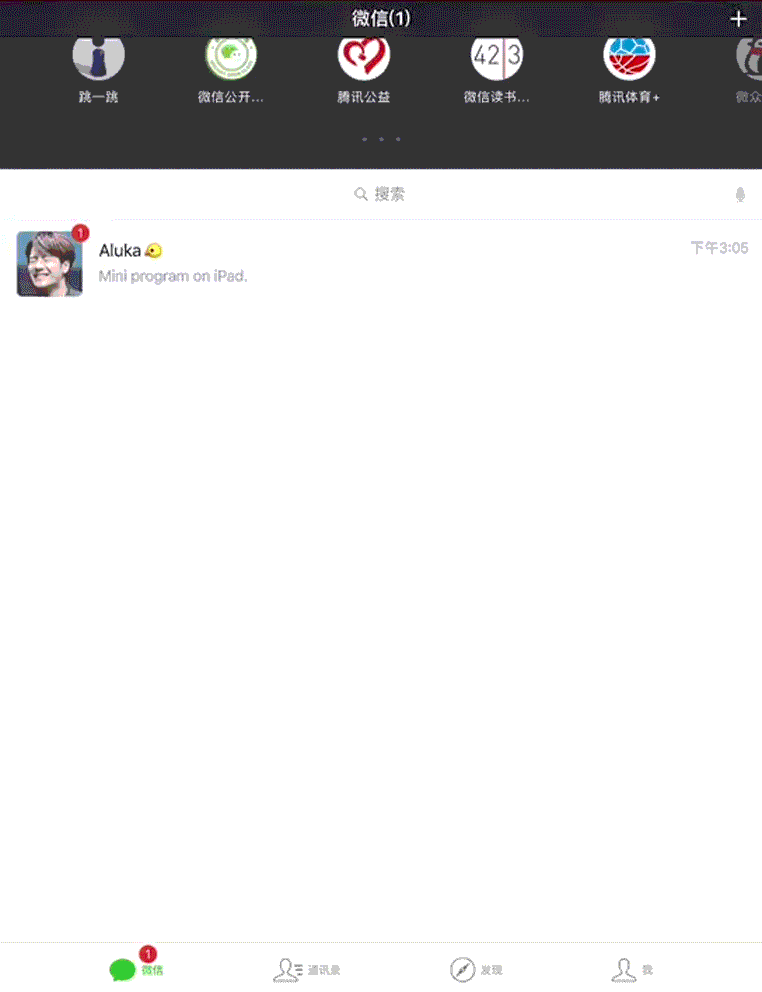 微信(1)
跳一跳
微信公开...
腾讯公益
42 3
微信读书...
腾讯体育+
微众
搜索
1
Aluka
下午3:05
Mini program on iPad.
1
微信
通讯录
发现
我